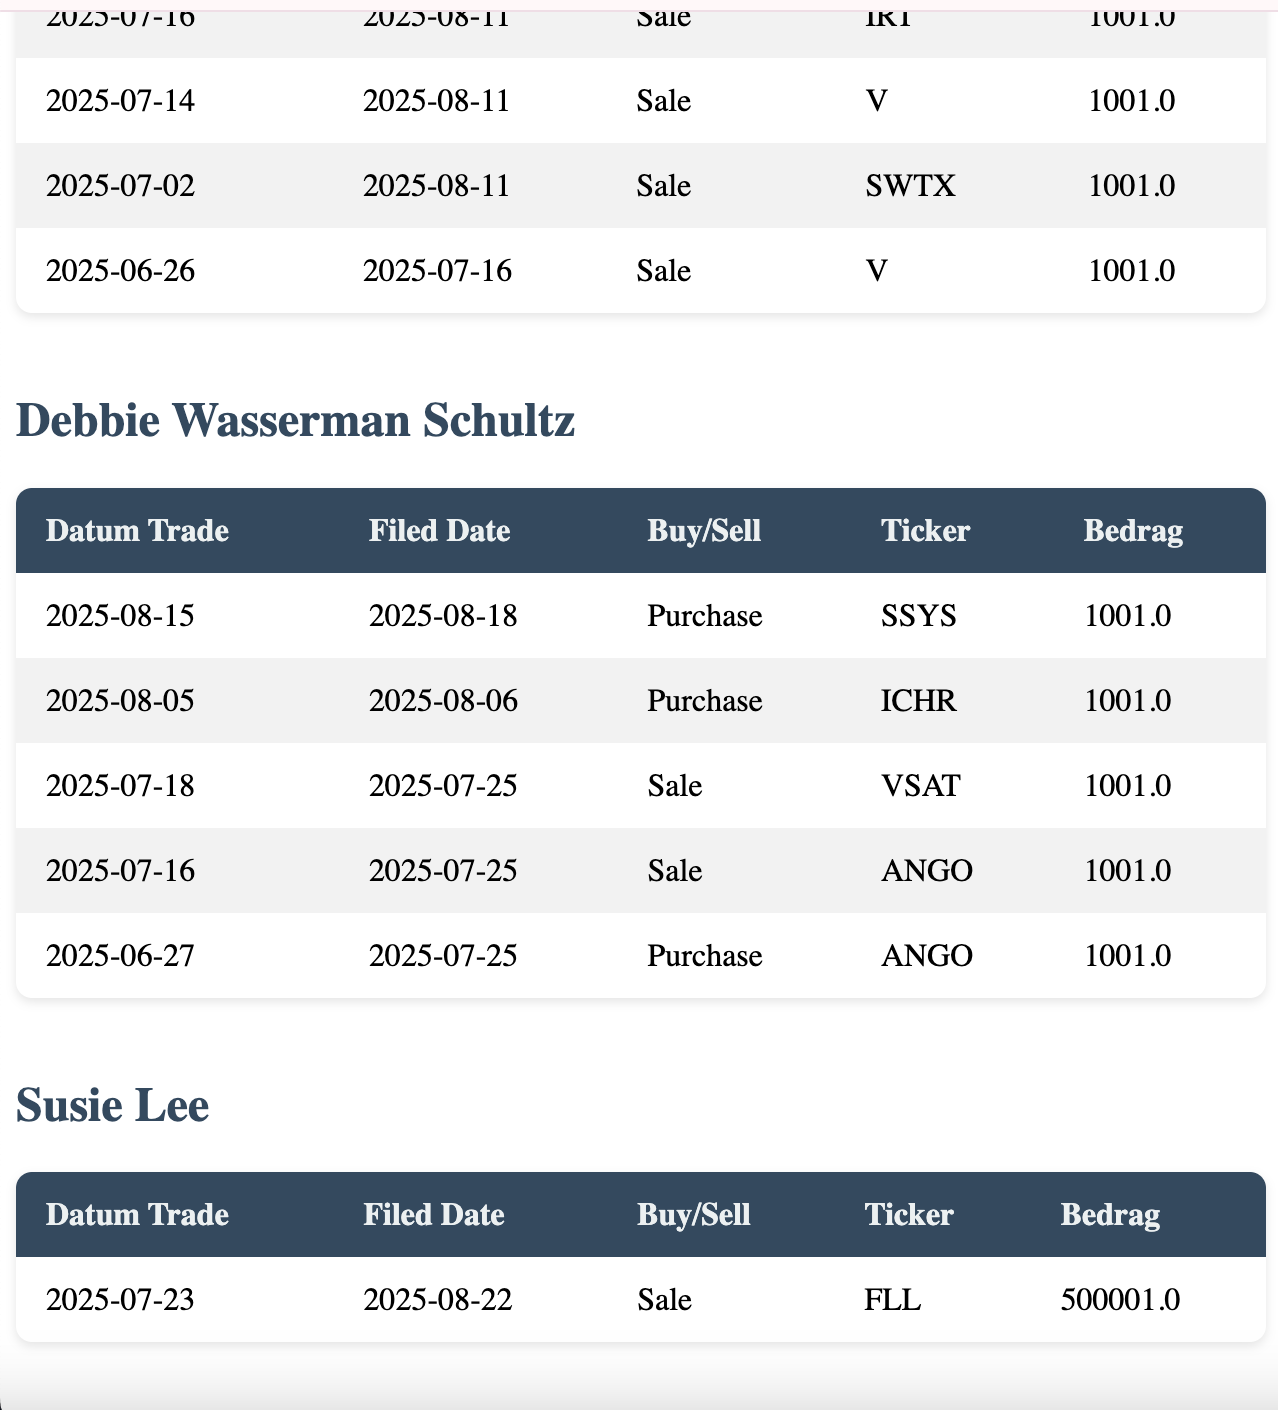 2025-07-16 2025-08-11 Sale IRT 1001.0
2025-07-14 2025-08-11 Sale V 1001.0
2025-07-02 2025-08-11 Sale SWTX 1001.0
2025-06-26 2025-07-16 Sale V 1001.0
Debbie Wasserman Schultz
Datum Trade Filed Date Buy/Sell Ticker Bedrag
2025-08-15 2025-08-18 Purchase SSYS 1001.0
2025-08-05 2025-08-06 Purchase ICHR 1001.0
2025-07-18 2025-07-25 Sale VSAT 1001.0
2025-07-16 2025-07-25 Sale ANGO 1001.0
2025-06-27 2025-07-25 Purchase ANGO 1001.0
Susie Lee
Datum Trade Filed Date Buy/Sell Ticker Bedrag
2025-07-23 2025-08-22 Sale FLL 500001.0